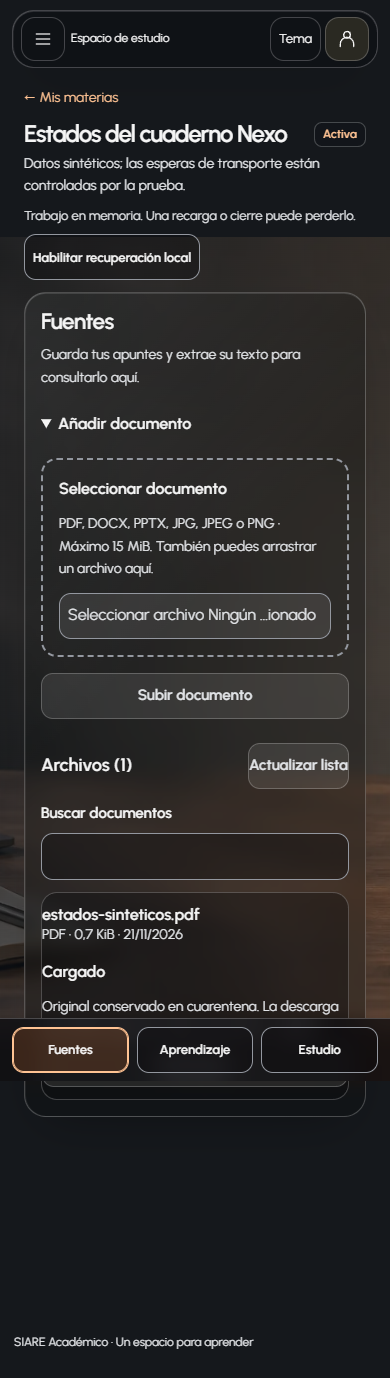 Espacio de estudio
Tema
← Mis materias
Estados del cuaderno Nexo
Activa
Datos sintéticos; las esperas de transporte están
controladas por la prueba.
Trabajo en memoria. Una recarga o cierre puede perderlo.
Habilitar recuperación local
Fuentes
Guarda tus apuntes y extrae su texto para
consultarlo aquí.
▼ Añadir documento
Seleccionar documento
PDF, DOCX, PPTX, JPG, JPEG o PNG ·
Máximo 15 MiB. También puedes arrastrar
un archivo aquí.
Seleccionar archivo Ningún ...ionado
Subir documento
Archivos (1)
Actualizar lista
Buscar documentos
estados-sinteticos.pdf
PDF · 0,7 KiB · 21/11/2026
Cargado
Original conservado en cuarentena. La descarga
Fuentes
Aprendizaje
Estudio
SIARE Académico · Un espacio para aprender